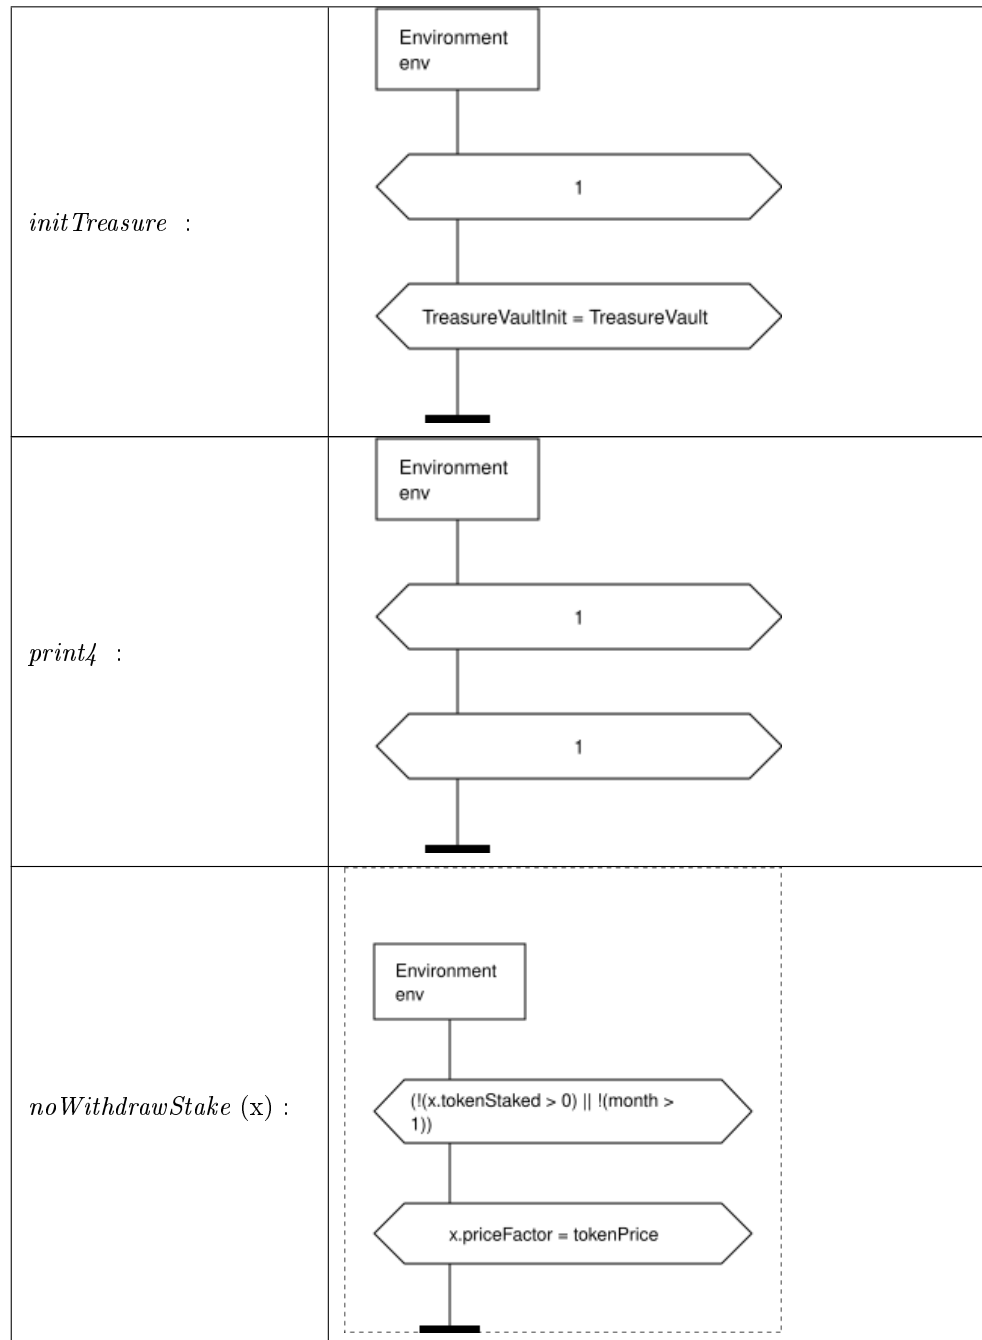 initTreasure :
Environment
env
1
TreasureVaultInit = TreasureVault
print4 :
Environment
env
1
1
noWithdrawStake (x) :
Environment
env
(!(x.tokenStaked > 0) || !(month >
1))
x.priceFactor = tokenPrice